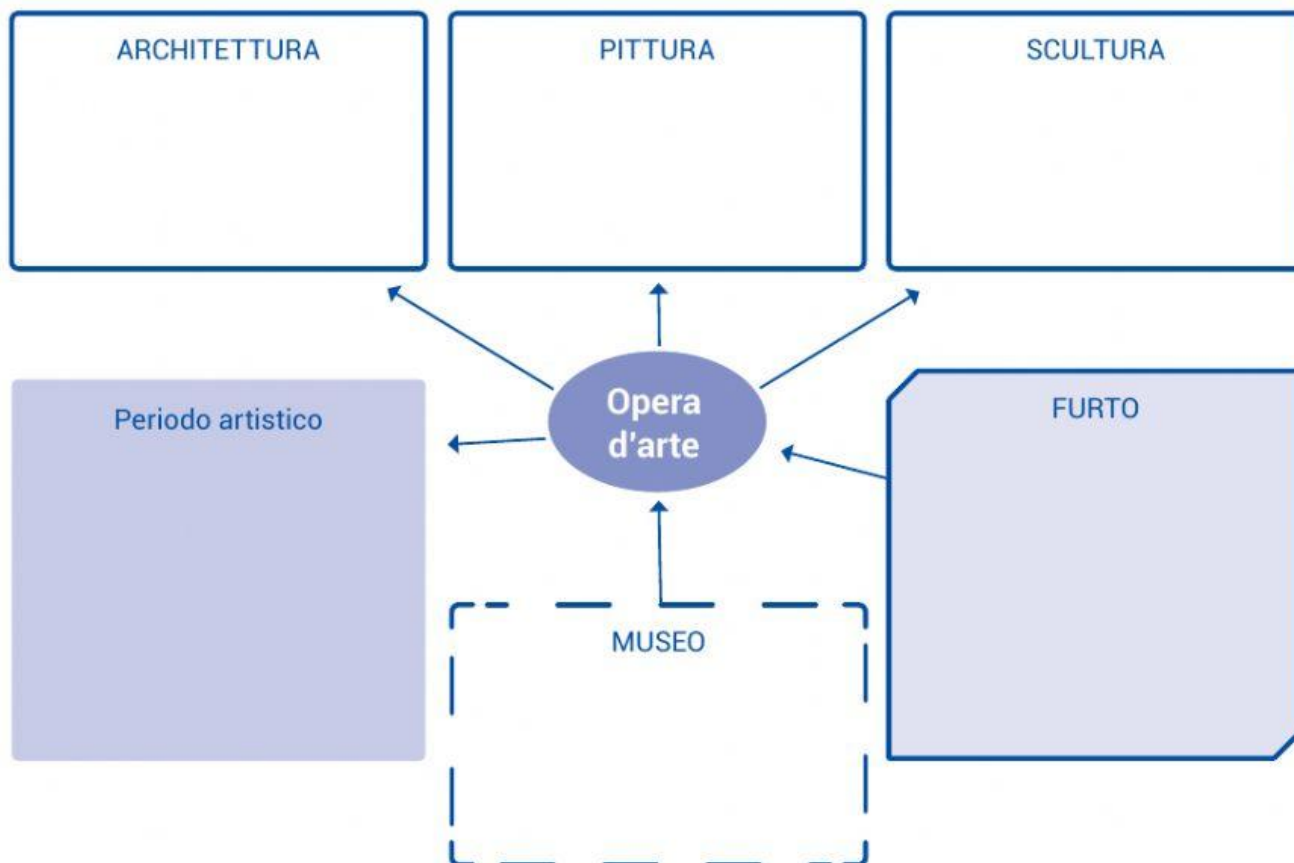 ARCHITETTURA
PITTURA
SCULTURA
Periodo artistico
Opera
d'arte
FURTO
MUSEO